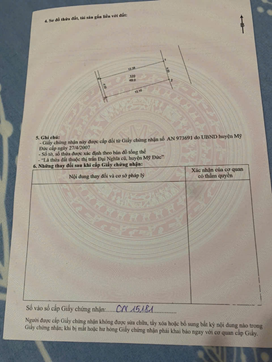 4. Sơ đồ thửa đất, tài sản gắn liền với đất:
5. Ghi chú:
- Giấy chứng nhận này được cấp đổi từ Giấy chứng nhận số AN 973691 do UBND huyện Mỹ
Đức cấp ngày 27/4/2007
- Số tờ, số thửa được xác định theo bản đồ tổng thể
- "Là thửa đất thuộc thị trấn Đại Nghĩa cũ, huyện Mỹ Đức"
6. Những thay đổi sau khi cấp Giấy chứng nhận:
Nội dung thay đổi và cơ sở pháp lý
Xác nhận của cơ quan
có thẩm quyền
Số vào sổ cấp Giấy chứng nhận:
Người được cấp Giấy chứng nhận không được sửa chữa, tẩy xóa hoặc bổ sung bất kỳ nội dung nào trong
Giấy chứng nhận; khi bị mất hoặc hư hỏng Giấy chứng nhận phải khai báo ngay với cơ quan cấp Giấy.